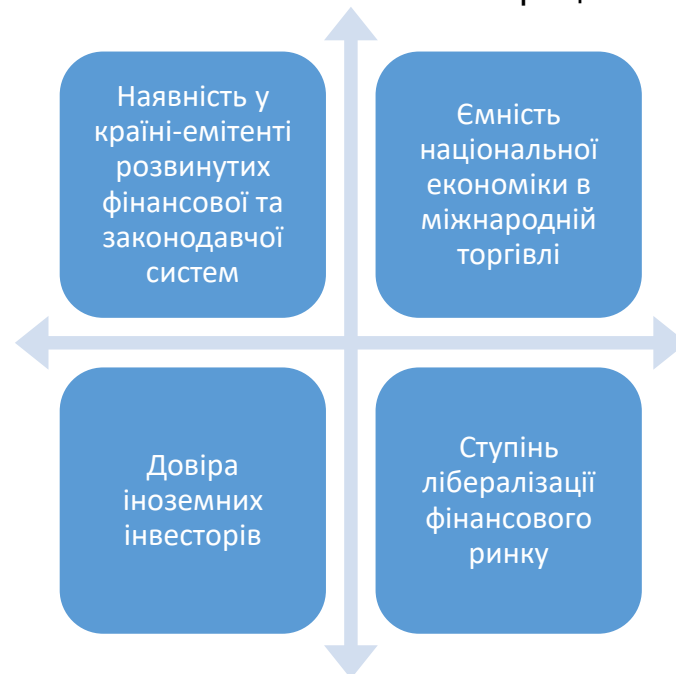 Наявність у
країні-емітенті
розвинутих
фінансової та
законодавчої
систем
Ємність
національної
економіки в
міжнародній
торгівлі
Довіра
іноземних
інвесторів
Ступінь
лібералізації
фінансового
ринку